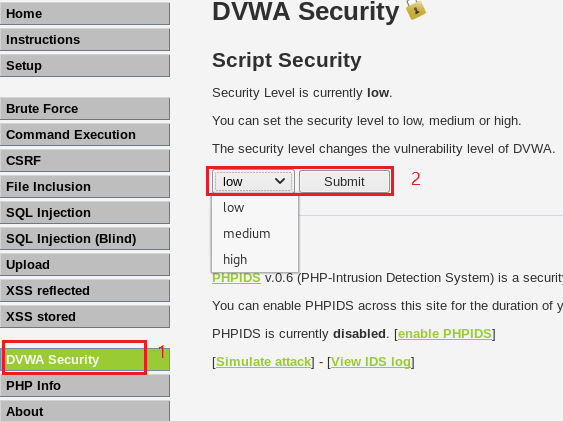 Home
Instructions
Setup
Brute Force
Command Execution
CSRF
File Inclusion
SQL Injection
SQL Injection (Blind)
Upload
XSS reflected
XSS stored
DVWA Security
1
PHP Info
About
DVWA Security
Script Security
Security Level is currently low.
You can set the security level to low, medium or high.
The security level changes the vulnerability level of DVWA.
low Submit 2
low
medium
high
PHPIDS v.0.6 (PHP-Intrusion Detection System) is a security
You can enable PHPIDS across this site for the duration of
PHPIDS is currently disabled. [enable PHPIDS]
[Simulate attack] - [View IDS log]